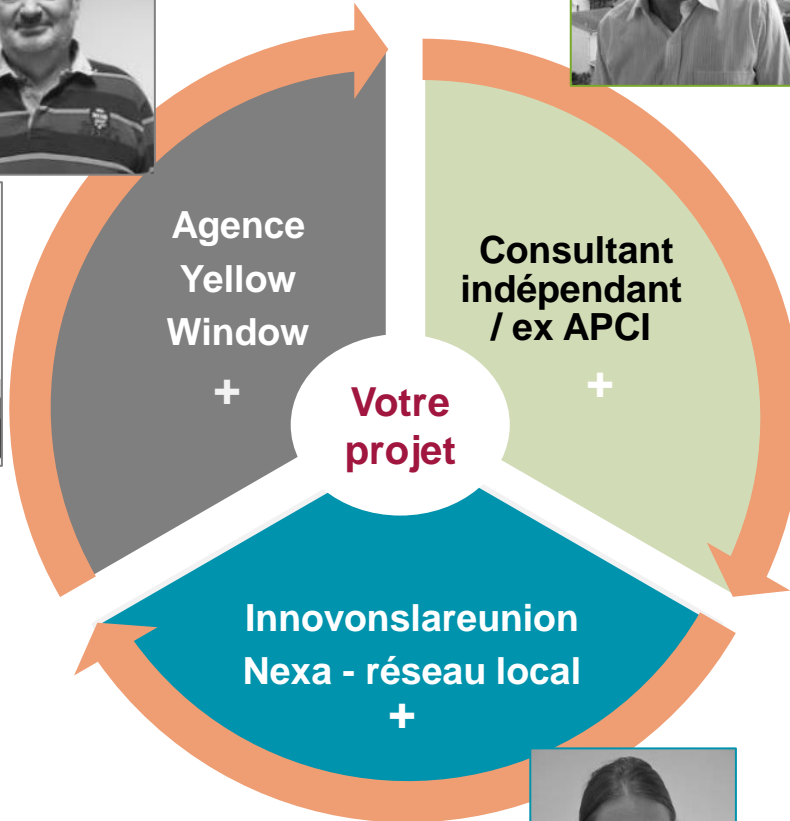 Agence
Yellow
Window
+
Consultant
indépendant
/ ex APCI
+
Votre
projet
Innovonslareunion
Nexa - réseau local
+